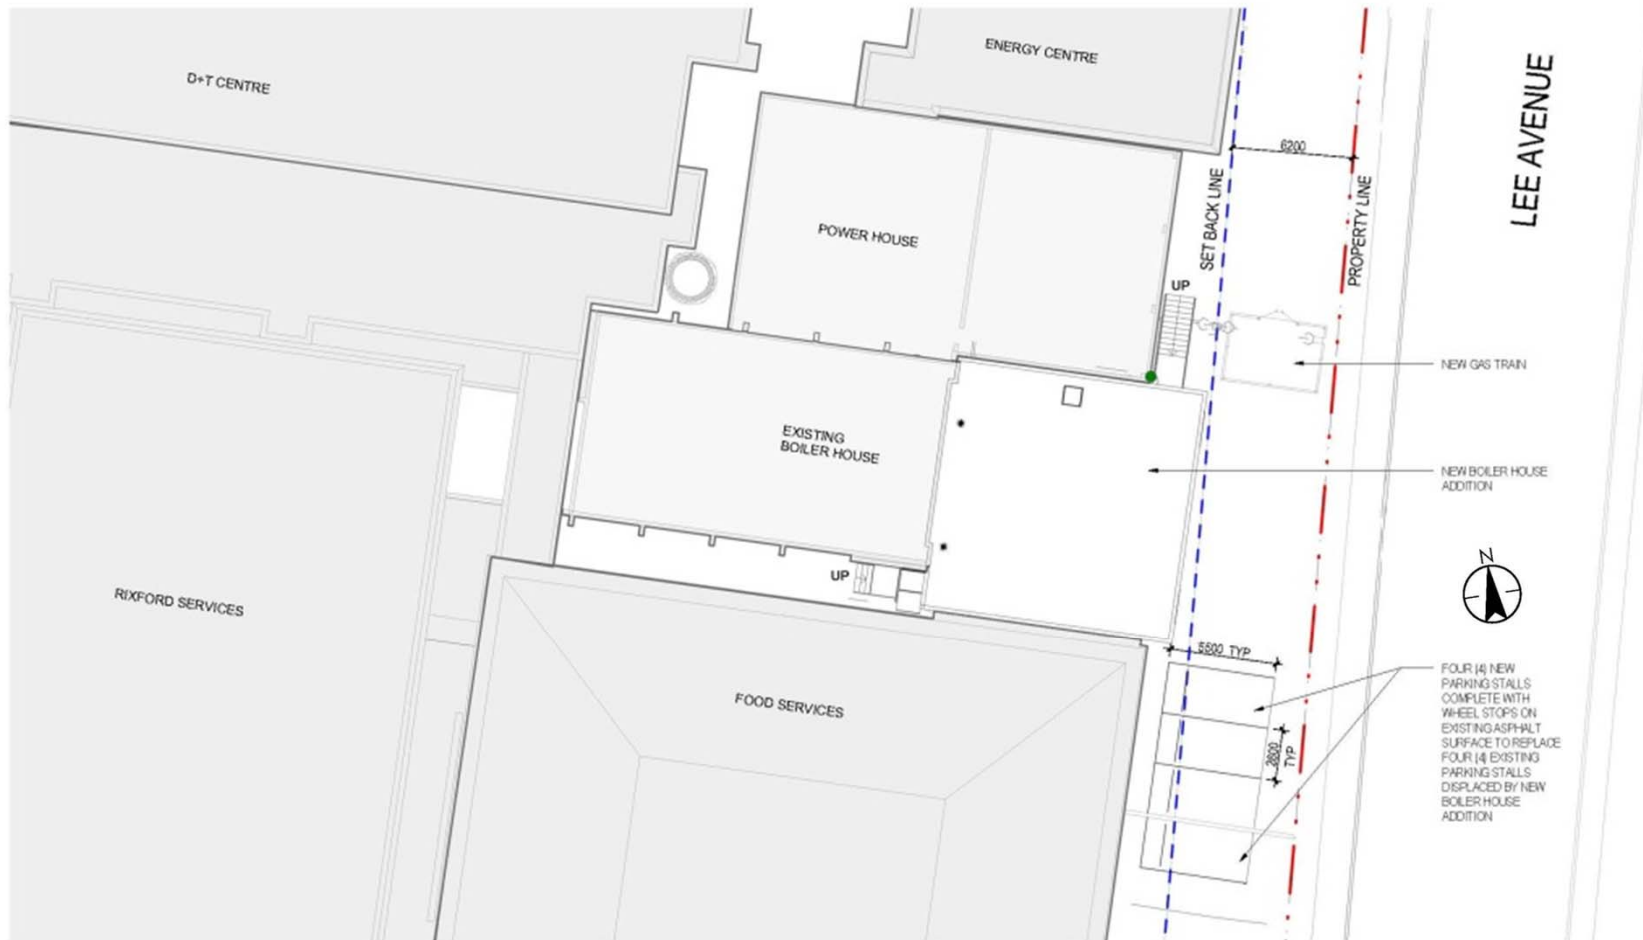 D+T CENTRE
ENERGY CENTRE
LEE AVENUE
6200
POWER HOUSE
SET BACK LINE
PROPERTY LINE
UP
NEW GAS TRAIN
EXISTING
BOILER HOUSE
NEW BOILER HOUSE
ADDITION
N
UP
RIXFORD SERVICES
5500 TYP
FOOD SERVICES
2600
TYP
FOUR (4) NEW
PARKING STALLS
COMPLETE WITH
WHEEL STOPS ON
EXISTING ASPHALT
SURFACE TO REPLACE
FOUR (4) EXISTING
PARKING STALLS
DISPLACED BY NEW
BOILER HOUSE
ADDITION